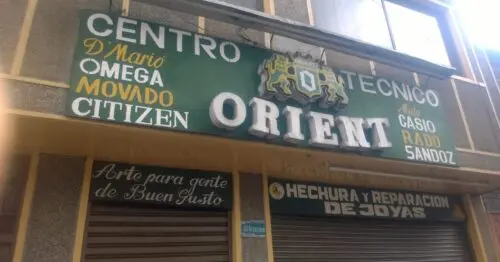 CENTRO TECNICO
D'Mario
OMEGA
MOVADO
CITIZEN
ORIENT
CASIO
RADO
SANDOZ
Arte para gente
de Buen Gusto
HECHURA Y REPARACION
DE JOYAS